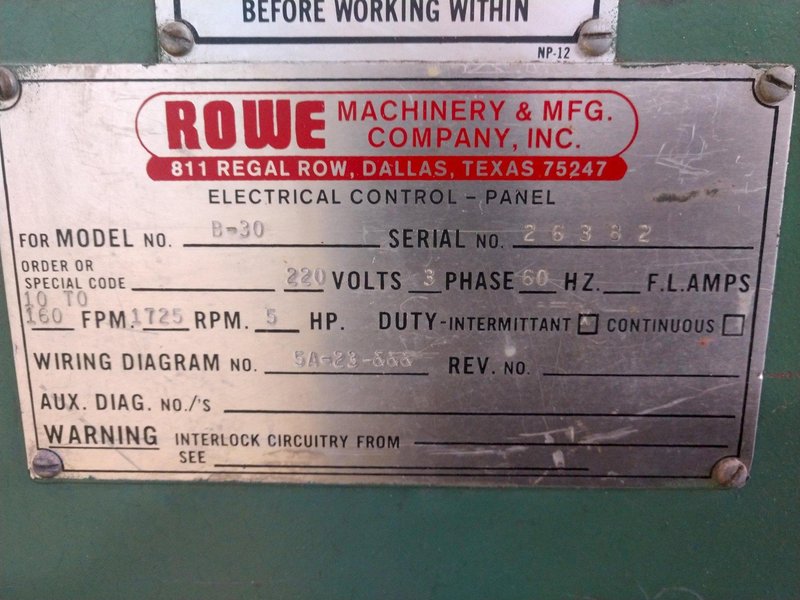 BEFORE WORKING WITHIN
NP-12
ROWE MACHINERY & MFG. COMPANY, INC.
811 REGAL ROW, DALLAS, TEXAS 75247
ELECTRICAL CONTROL - PANEL
FOR MODEL NO. B-30 SERIAL NO. 26382
ORDER OR SPECIAL CODE 220 VOLTS 3 PHASE 60 HZ. F.L.AMPS
10 TO
160 FPM. 1725 RPM. 5 HP. DUTY-INTERMITTANT CONTINUOUS
WIRING DIAGRAM NO. 5A-23-668 REV. NO.
AUX. DIAG. NO./'S
WARNING INTERLOCK CIRCUITRY FROM
SEE